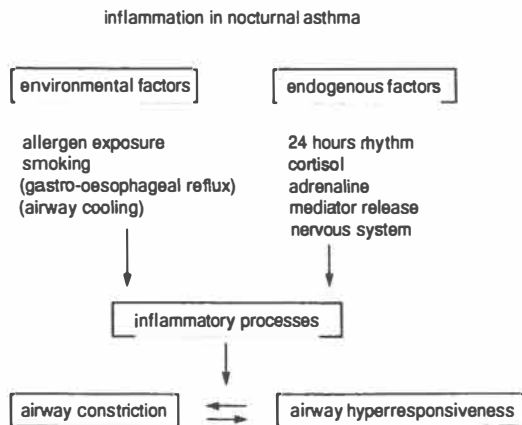 inflammation in nocturnal asthma
environmental factors
allergen exposure
smoking
(gastro-oesophageal reflux)
(airway cooling)
endogenous factors
24 hours rhythm
cortisol
adrenaline
mediator release
nervous system
inflammatory processes
airway constriction
airway hyperresponsiveness